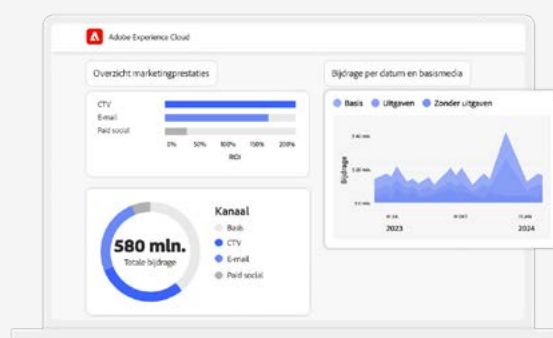 Adobe Experience Cloud
Overzicht marketingprestaties
CTV
E-mail
Paid social
0% 50% 100% 150% 200%
ROI
580 mln.
Totale bijdrage
Kanaal
Basis
CTV
E-mail
Paid social
Bijdrage per datum en basismedia
Basis Uitgaven Zonder uitgaven
Bijdrage
2023 2024